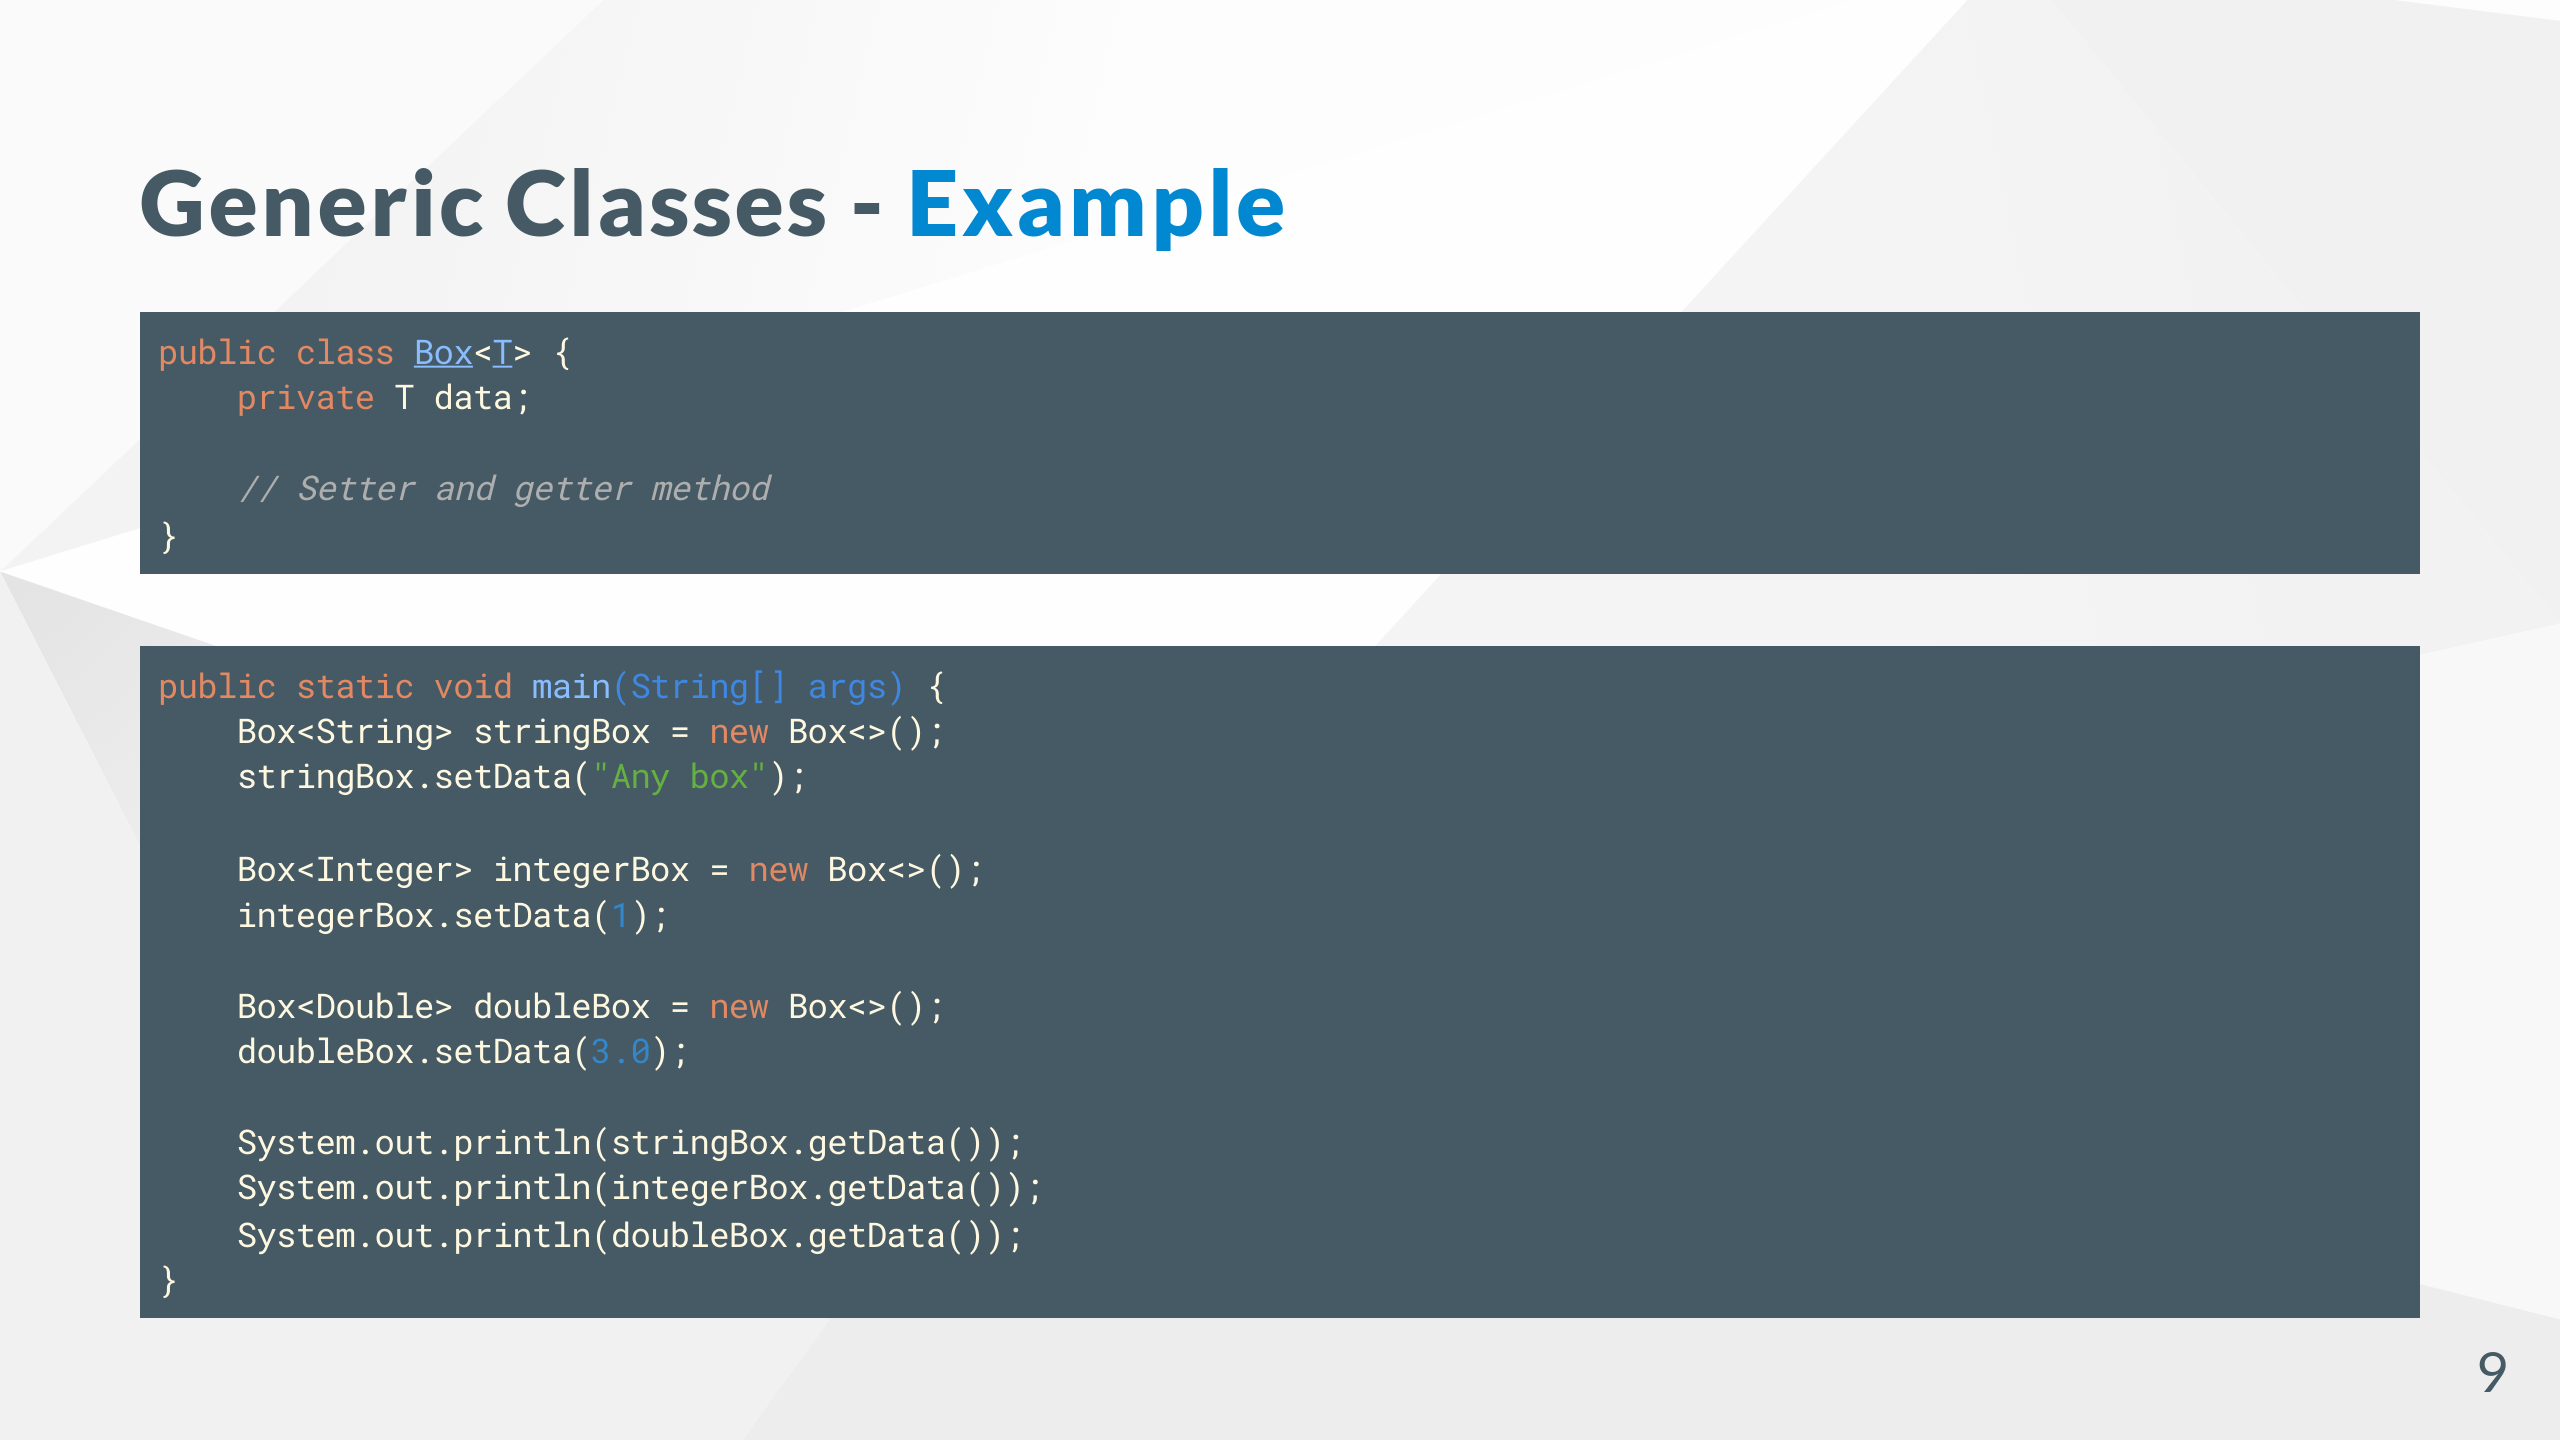 Generic Classes - Example
public class Box<T> {
    private T data;

    // Setter and getter method
}
public static void main(String[] args) {
    Box<String> stringBox = new Box<>();
    stringBox.setData("Any box");

    Box<Integer> integerBox = new Box<>();
    integerBox.setData(1);

    Box<Double> doubleBox = new Box<>();
    doubleBox.setData(3.0);

    System.out.println(stringBox.getData());
    System.out.println(integerBox.getData());
    System.out.println(doubleBox.getData());
}
9